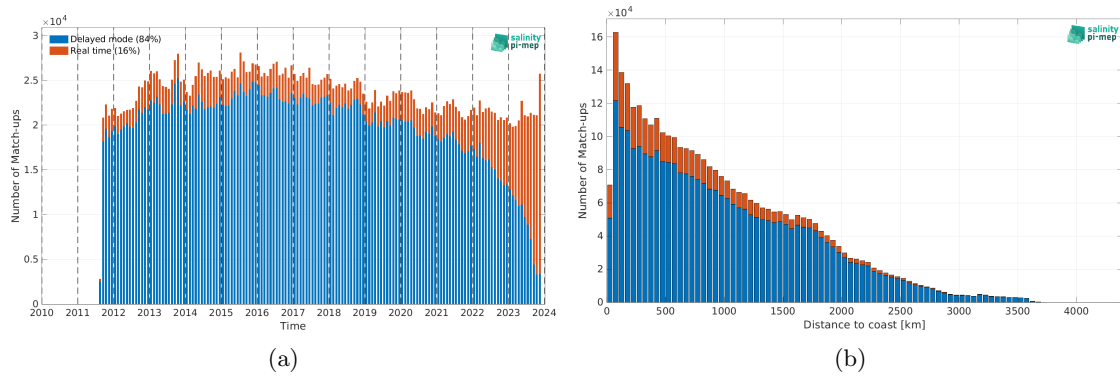 ×10⁴
Delayed mode (84%)
Real time (16%)
salinity
pi-mep
3
2.5
2
1.5
1
0.5
0
Number of Match-ups
2010 2011 2012 2013 2014 2015 2016 2017 2018 2019 2020 2021 2022 2023 2024
Time
(a)
×10⁴
salinity
pi-mep
16
14
12
10
8
6
4
2
0
Number of Match-ups
0 500 1000 1500 2000 2500 3000 3500 4000
Distance to coast [km]
(b)